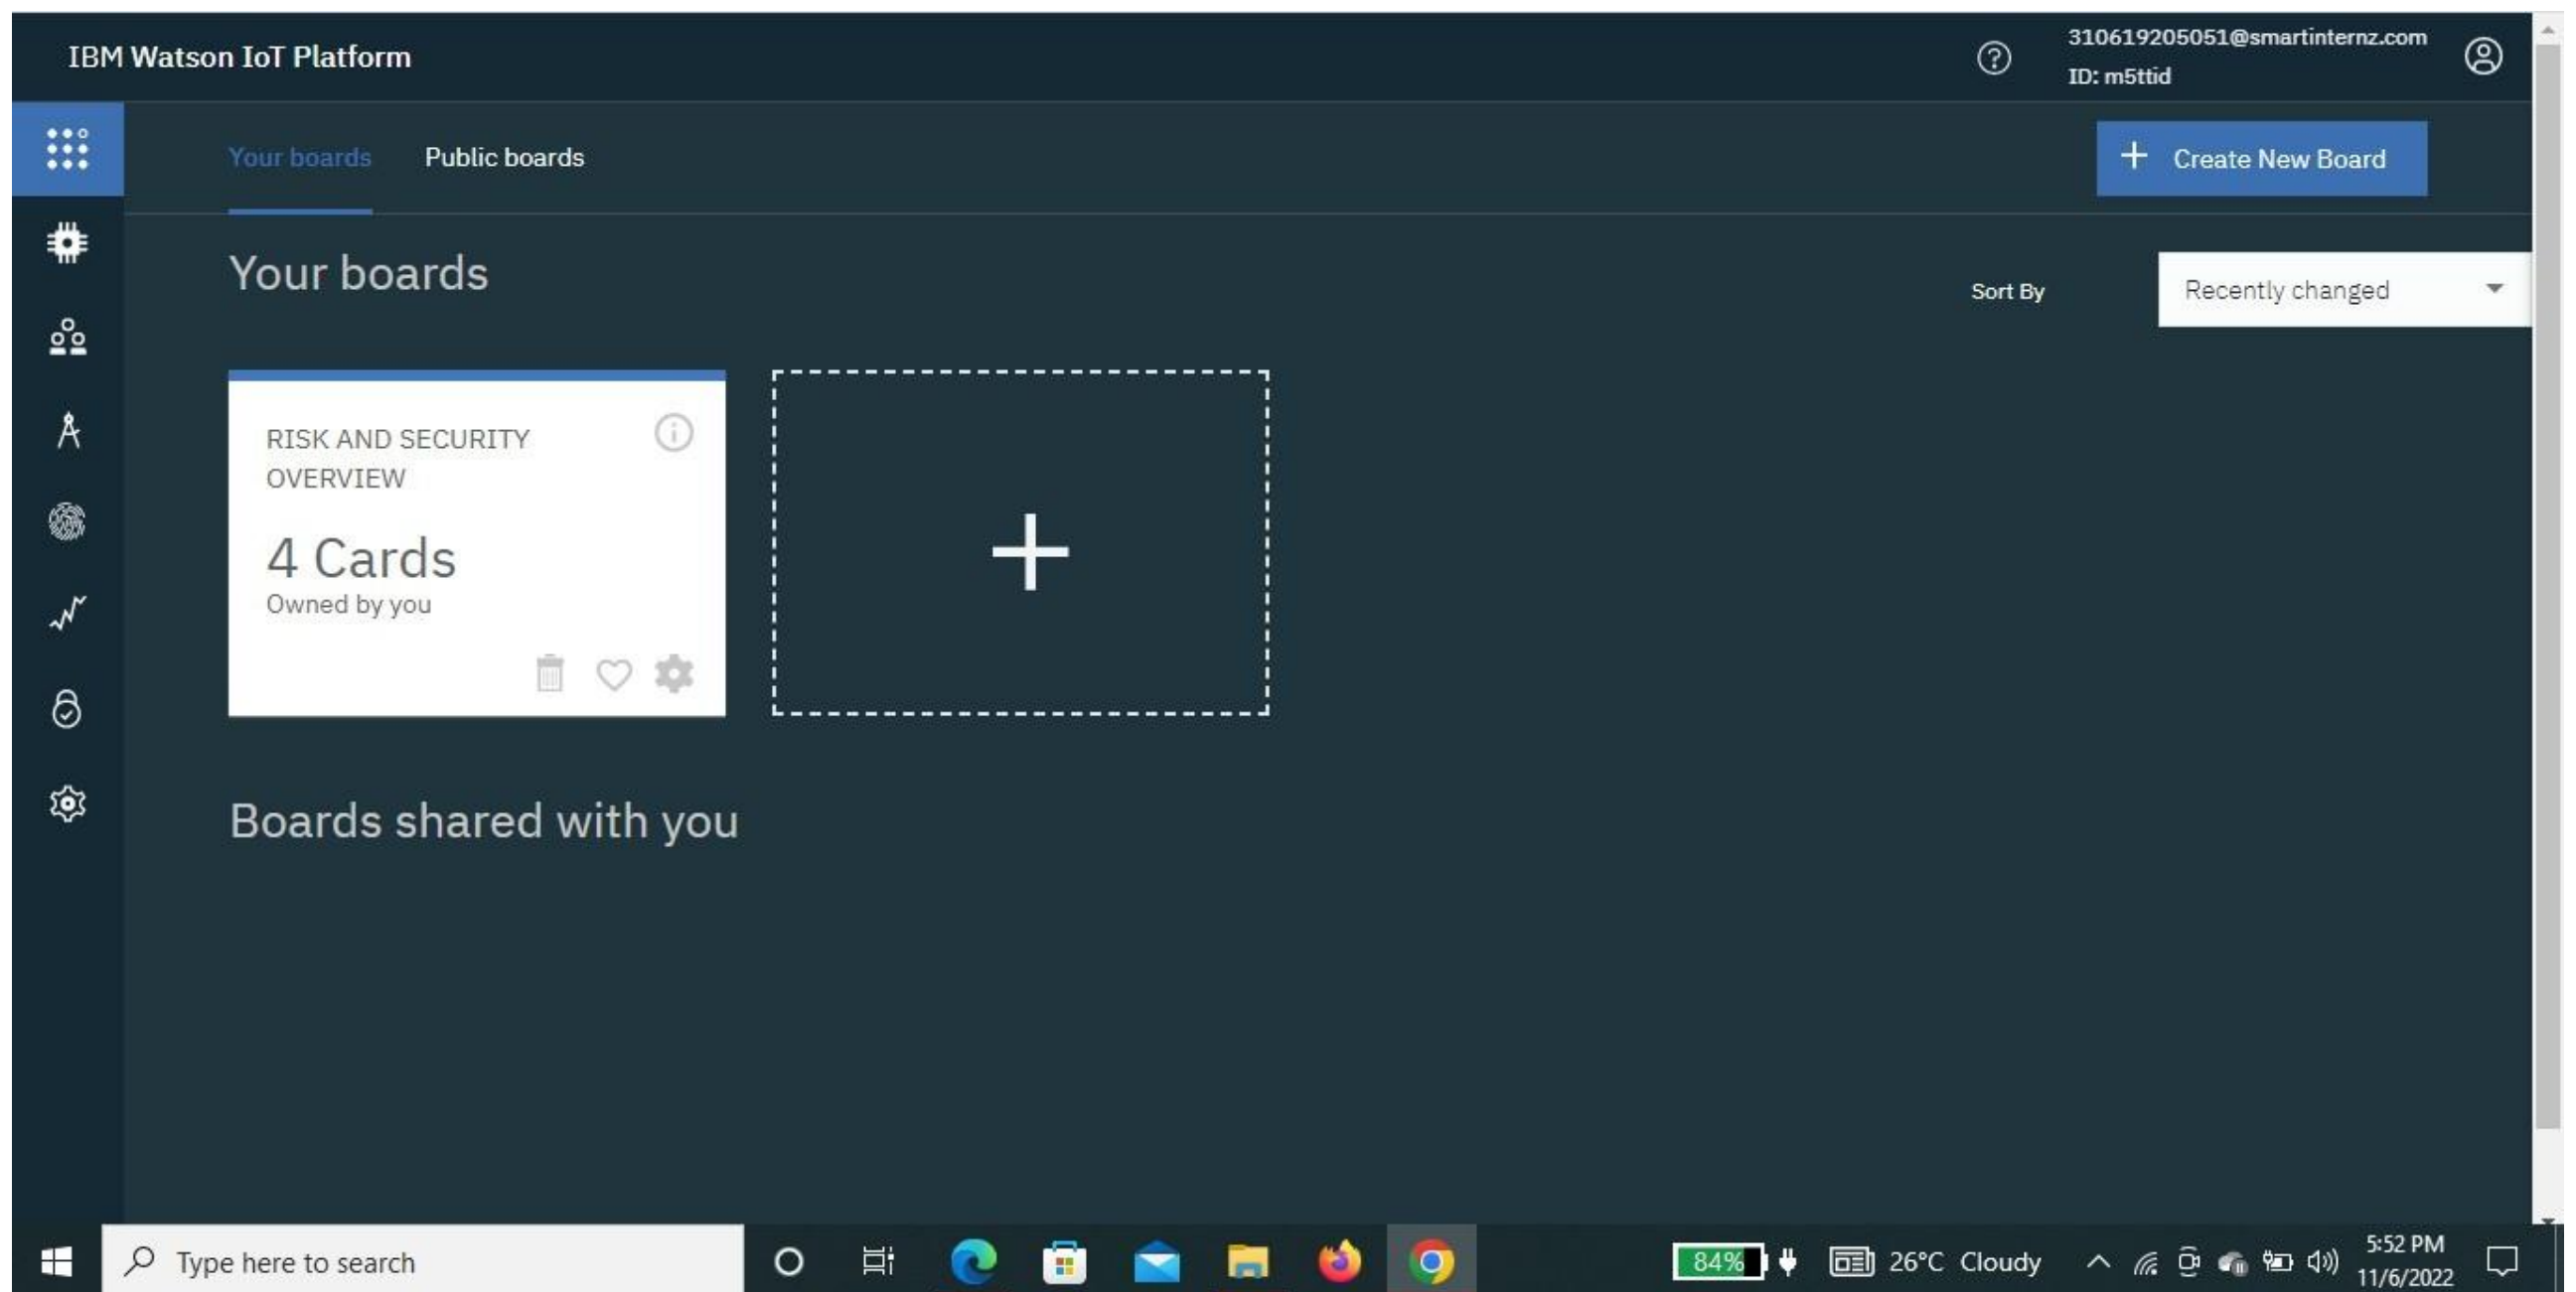 IBM Watson IoT Platform
310619205051@smartinternz.com
ID: m5ttid
Your boards
Public boards
Create New Board
Your boards
Sort By
Recently changed
RISK AND SECURITY
OVERVIEW
4 Cards
Owned by you
Boards shared with you
Type here to search
84%
26°C Cloudy
5:52 PM
11/6/2022